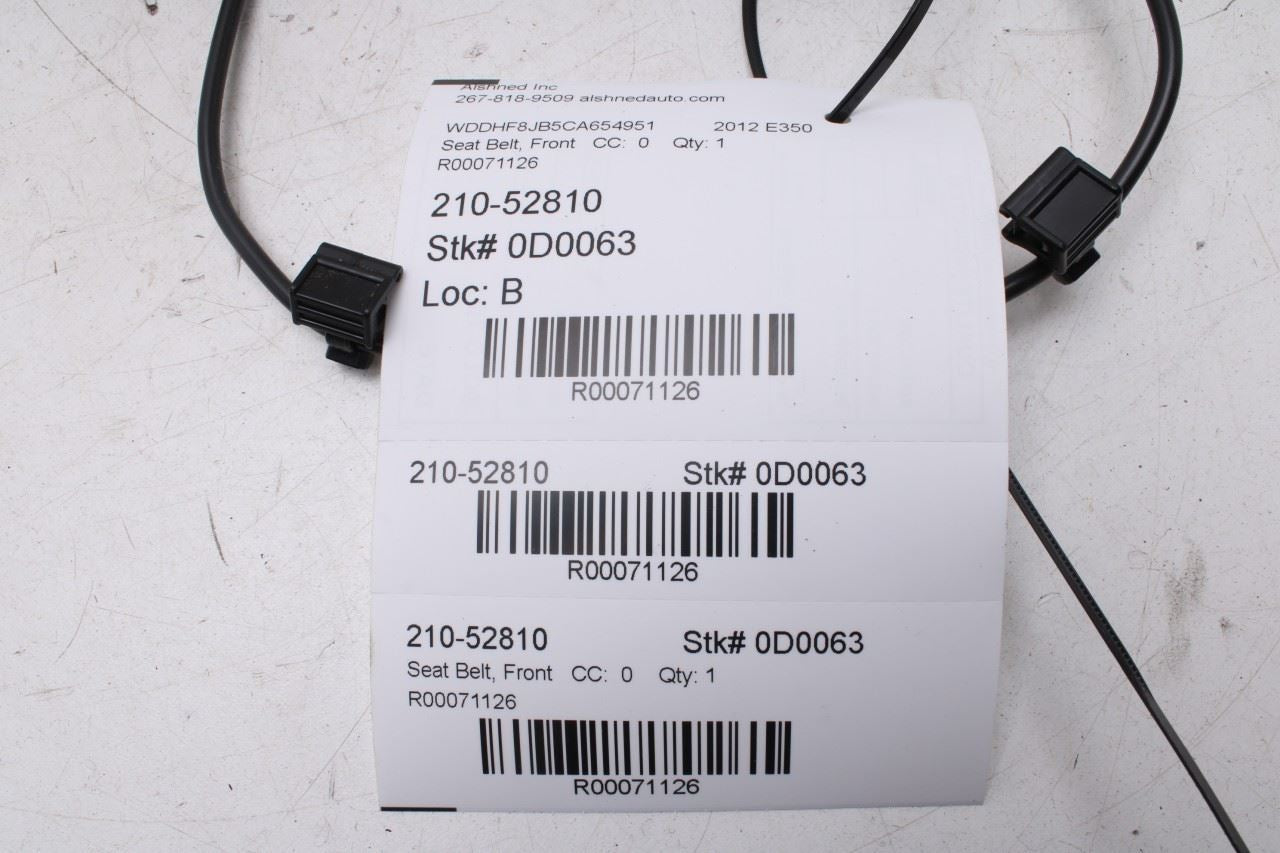 Alshned Inc
267-818-9509 alshnedauto.com
WDDHF8JB5CA654951 2012 E350
Seat Belt, Front CC: 0 Qty: 1
R00071126
210-52810
Stk# 0D0063
Loc: B
R00071126
210-52810 Stk# 0D0063
R00071126
210-52810 Stk# 0D0063
Seat Belt, Front CC: 0 Qty: 1
R00071126
R00071126